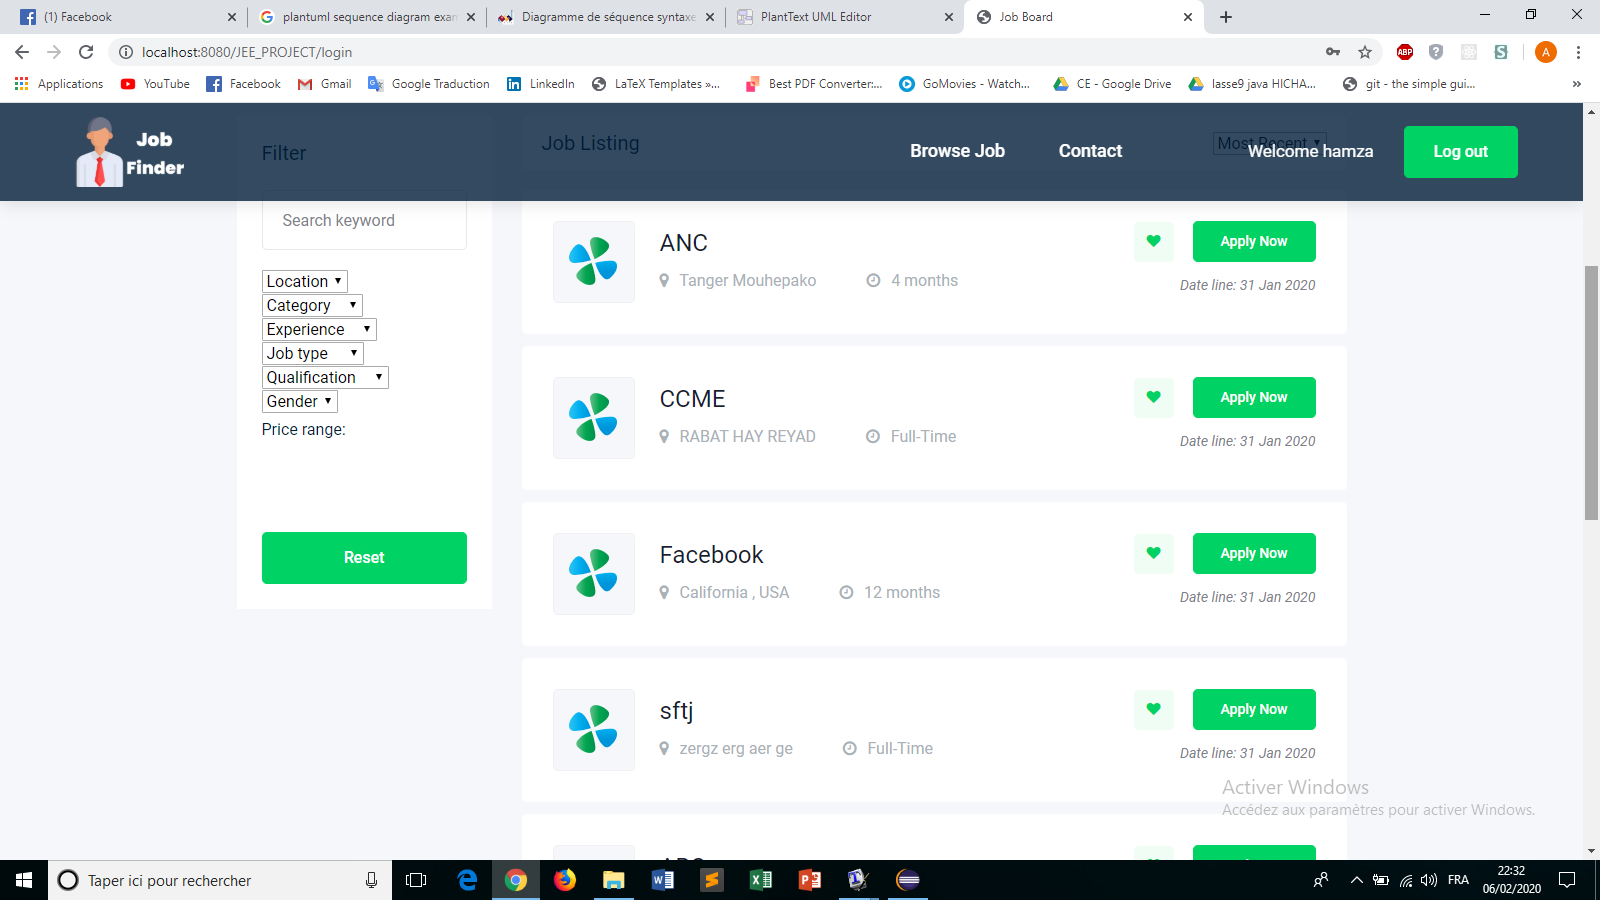 (1) Facebook
plantuml sequence diagram exam
Diagramme de séquence syntaxe
PlantText UML Editor
Job Board
localhost:8080/JEE_PROJECT/login
ABP
A
Applications
YouTube
Facebook
Gmail
Google Traduction
LinkedIn
LaTeX Templates »...
Best PDF Converter:...
GoMovies - Watch...
CE - Google Drive
lasse9 java HICHA...
git - the simple gui...
»
Job
Finder
Browse Job
Contact
Welcome hamza
Log out
Filter
Job Listing
Most Recent
Search keyword
Location
Category
Experience
Job type
Qualification
Gender
Price range:
Reset
ANC
Tanger Mouhepako
4 months
Apply Now
Date line: 31 Jan 2020
CCME
RABAT HAY REYAD
Full-Time
Apply Now
Date line: 31 Jan 2020
Facebook
California , USA
12 months
Apply Now
Date line: 31 Jan 2020
sftj
zergz erg aer ge
Full-Time
Apply Now
Date line: 31 Jan 2020
Activer Windows
Accédez aux paramètres pour activer Windows.
Taper ici pour rechercher
FRA
22:32
06/02/2020